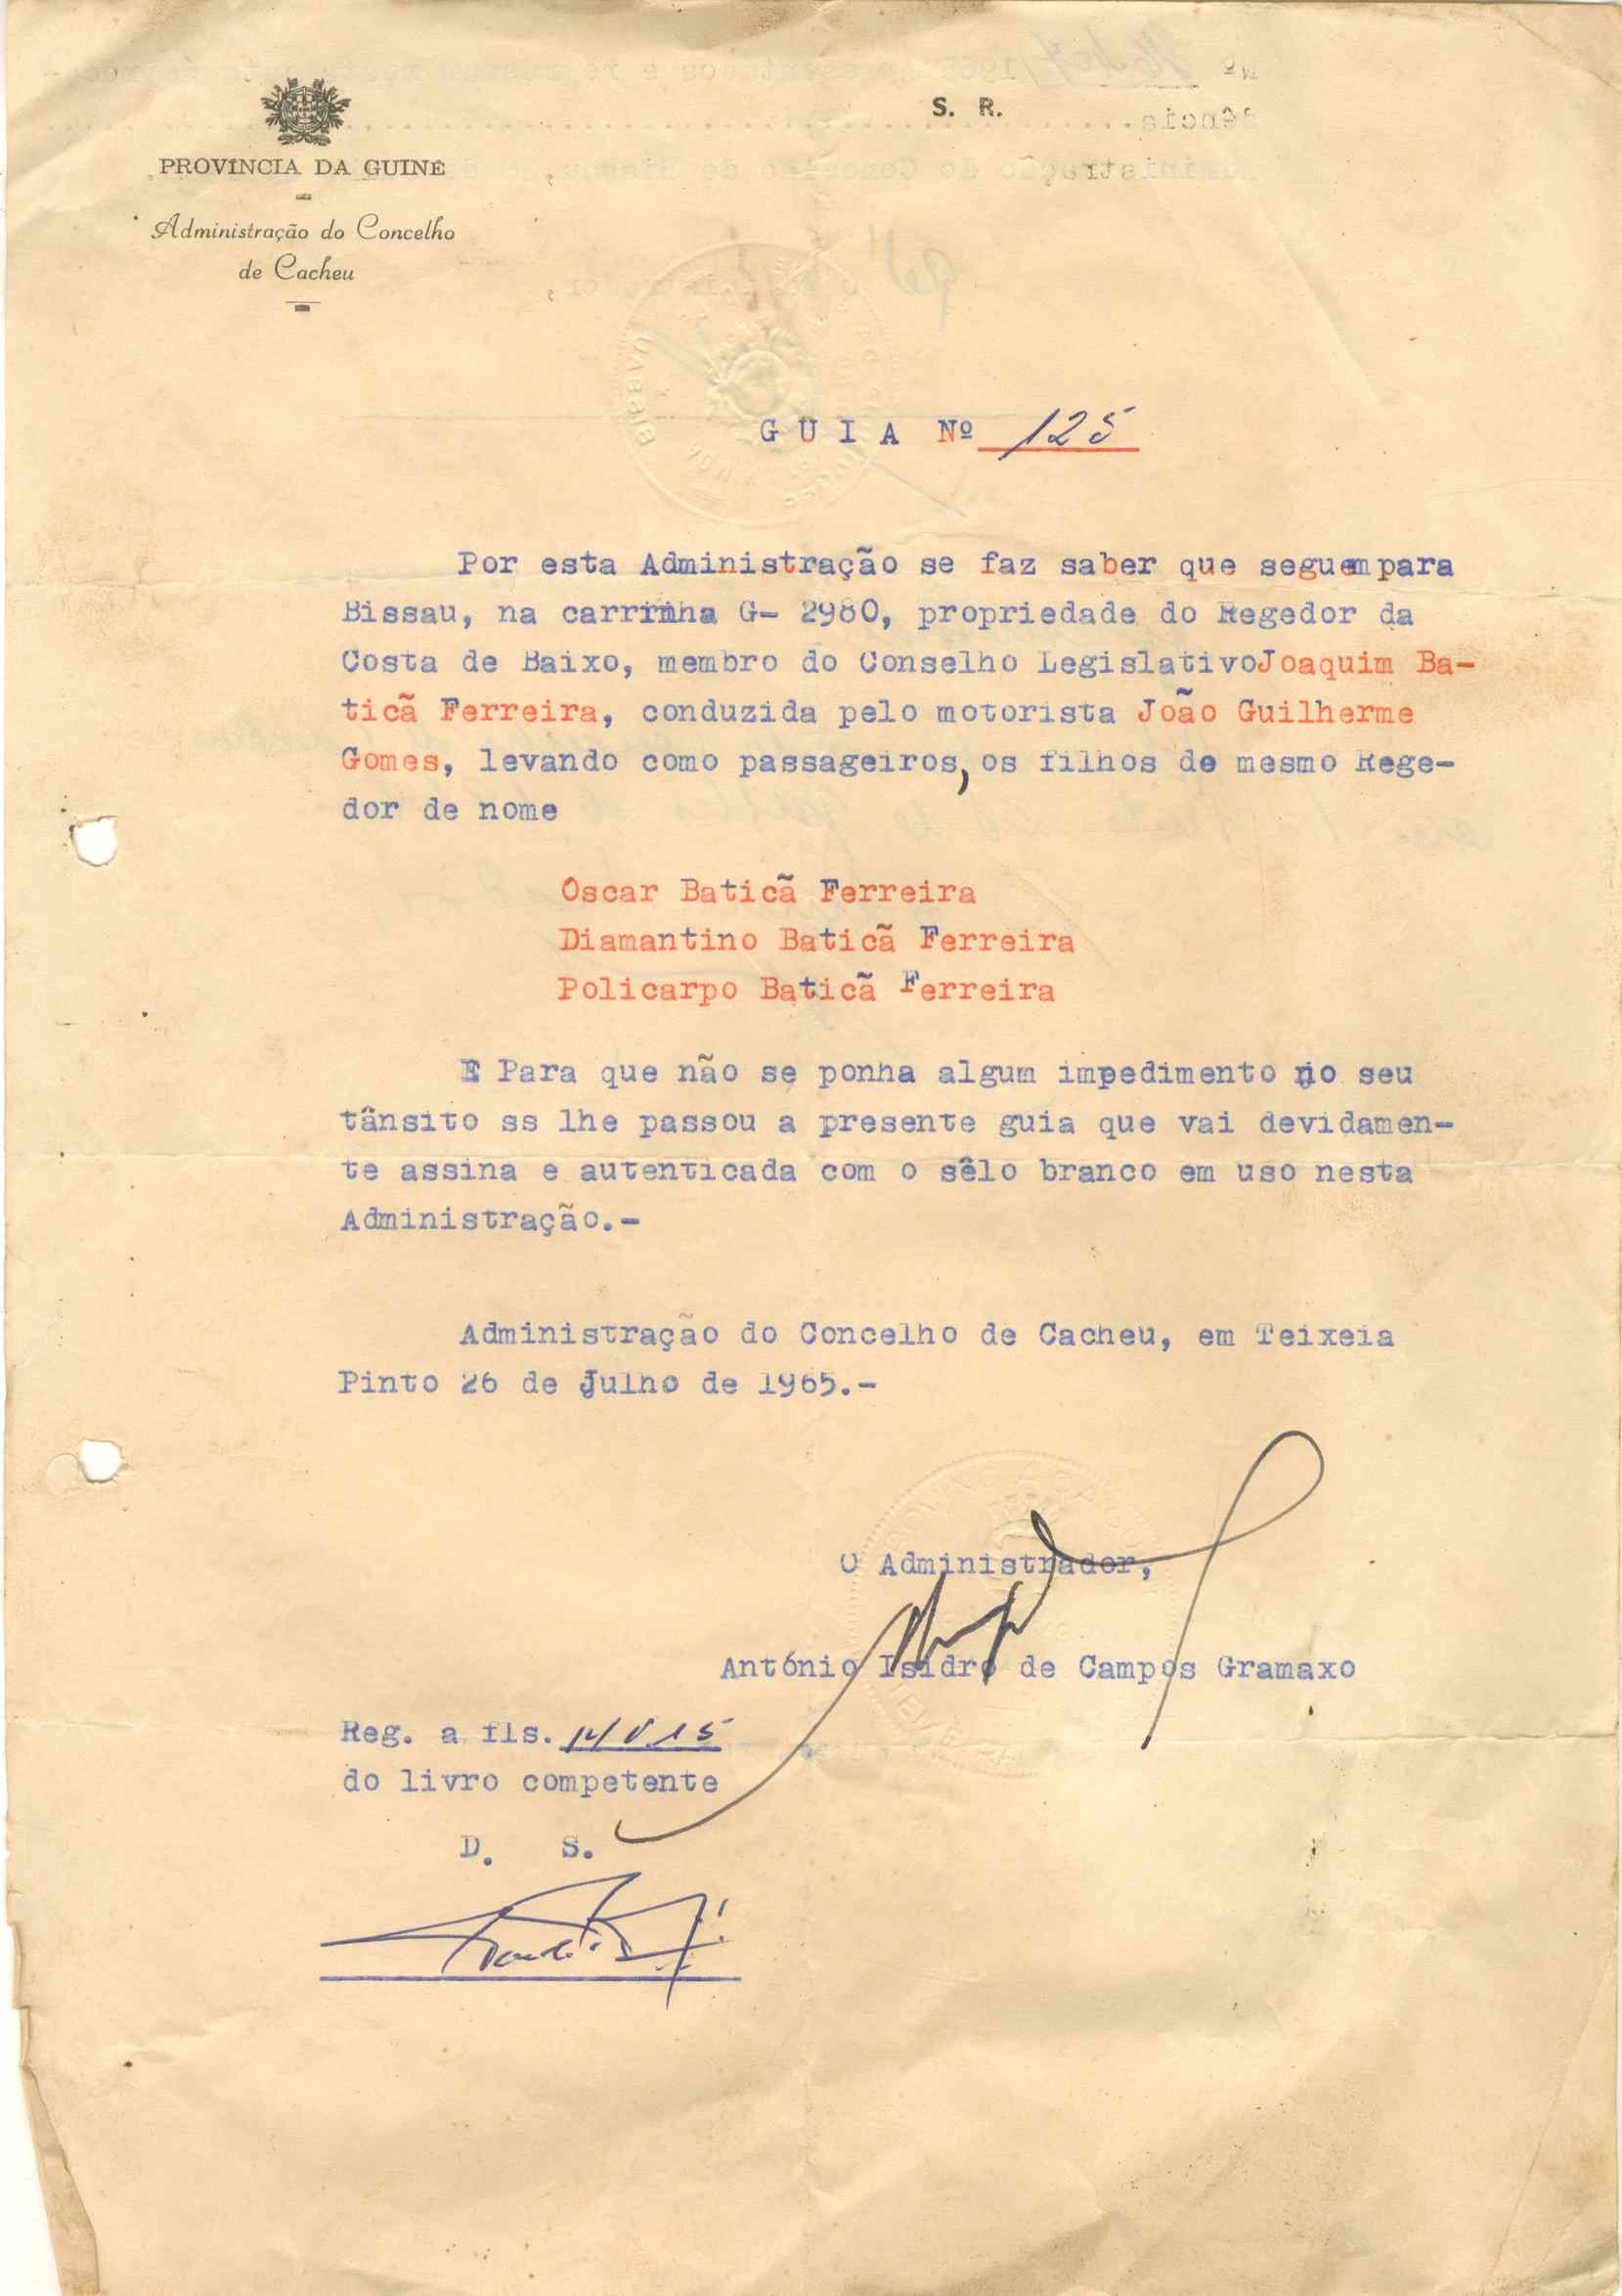 S. R.
PROVÍNCIA DA GUINÉ
Administração do Concelho
de Cacheu
GUIA Nº 125
Por esta Administração se faz saber que seguem para
Bissau, na carrinha G- 2980, propriedade do Regedor da
Costa de Baixo, membro do Conselho LegislativoJoaquim Ba-
ticã Ferreira, conduzida pelo motorista João Guilherme
Gomes, levando como passageiros, os filhos do mesmo Rege-
dor de nome
Oscar Baticã Ferreira
Diamantino Baticã Ferreira
Policarpo Baticã Ferreira
E Para que não se ponha algum impedimento no seu
tânsito ss lhe passou a presente guia que vai devidamen-
te assina e autenticada com o sêlo branco em uso nesta
Administração.-
Administração do Concelho de Cacheu, em Teixeia
Pinto 26 de Julho de 1965.-
O Administrador,
António Isidro de Campos Gramaxo
Reg. a fls.
do livro competente
D. S.